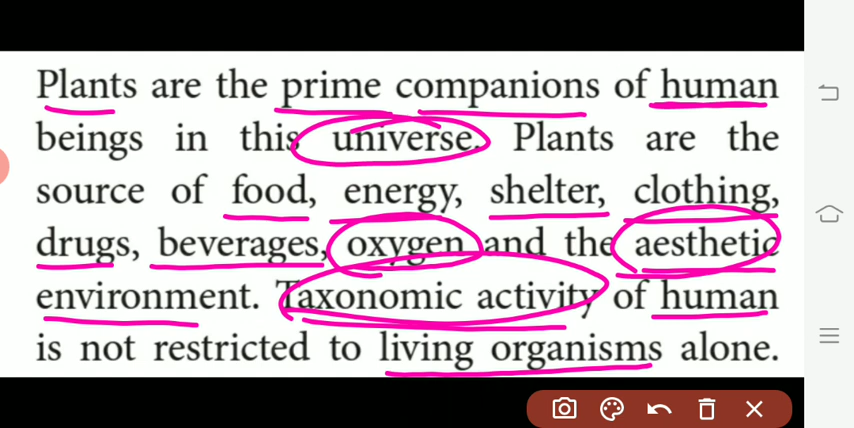 Plants are the prime companions of human
beings in this universe. Plants are the
source of food, energy, shelter, clothing,
drugs, beverages, oxygen and the aesthetic
environment. Taxonomic activity of human
is not restricted to living organisms alone.